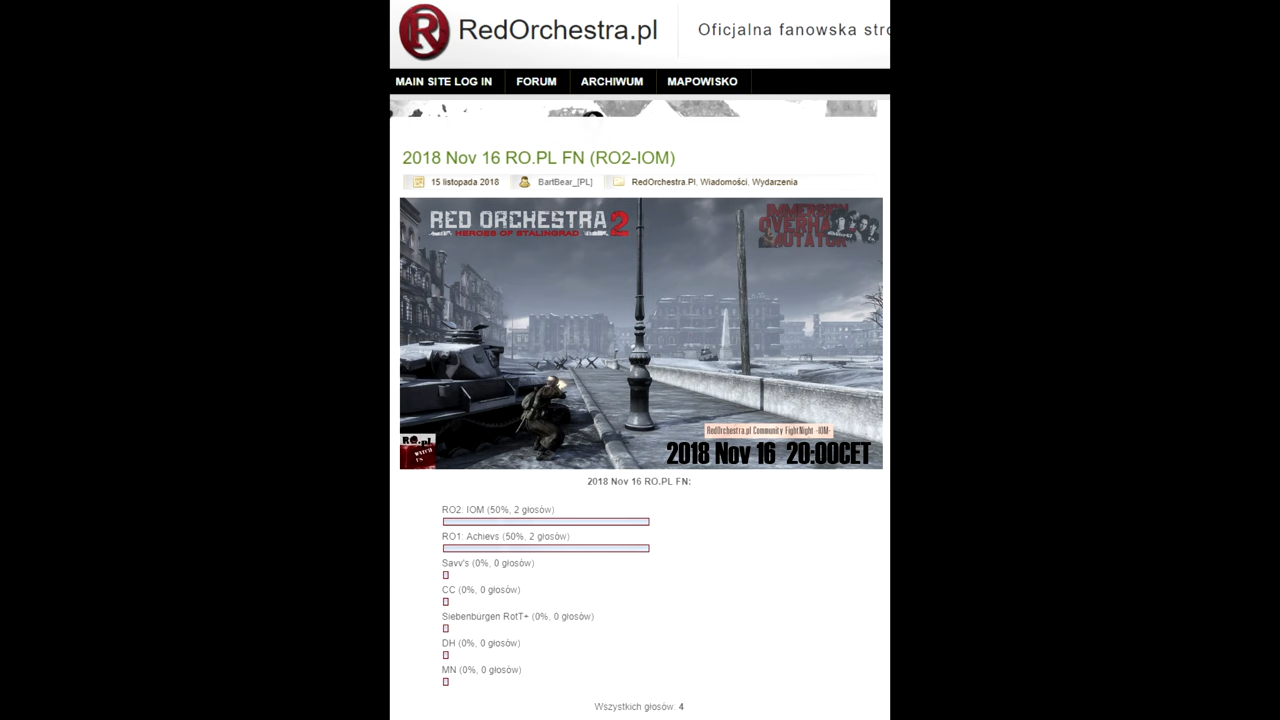 RedOrchestra.pl
Oficjalna fanowska stro
MAIN SITE LOG IN FORUM ARCHIWUM MAPOWISKO
2018 Nov 16 RO.PL FN (RO2-IOM)
15 listopada 2018 BartBear_[PL] RedOrchestra.Pl, Wiadomości, Wydarzenia
RED ORCHESTRA 2
HEROES OF STALINGRAD
IMMERSION
OVERHA
MUTATOR
RedOrchestra.pl Community FightNight -IOM-
RO.pl
WATCH
US
2018 Nov 16 20:00CET
2018 Nov 16 RO.PL FN:
RO2: IOM (50%, 2 głosów)
RO1: Achievs (50%, 2 głosów)
Savv's (0%, 0 głosów)
CC (0%, 0 głosów)
Siebenbürgen RotT+ (0%, 0 głosów)
DH (0%, 0 głosów)
MN (0%, 0 głosów)
Wszystkich głosów: 4